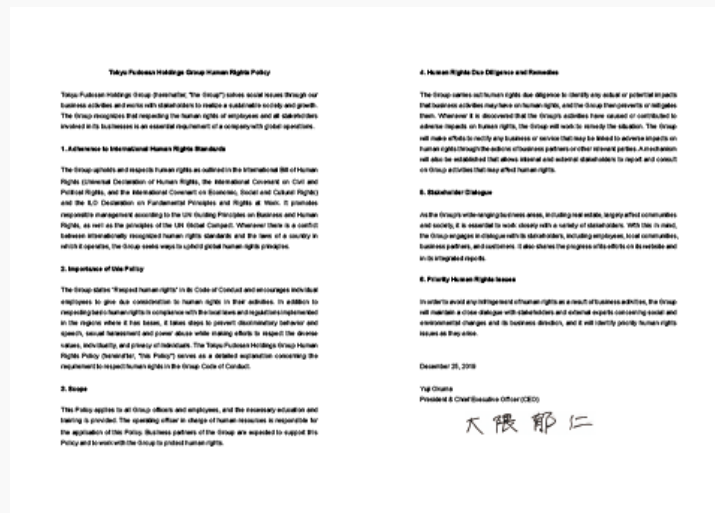 Tokyu Fudosan Holdings Group Human Rights Policy
Tokyu Fudosan Holdings Group (hereinafter, "the Group") solves social issues through our
business activities and works with stakeholders to realize a sustainable society and growth.
The Group recognizes that respecting the human rights of employees and all stakeholders
involved in its businesses is an essential requirement of a company with global operations.
1. Adherence to International Human Rights Standards
The Group upholds and respects human rights as outlined in the International Bill of Human
Rights (Universal Declaration of Human Rights, the International Covenant on Civil and
Political Rights, and the International Covenant on Economic, Social and Cultural Rights)
and the ILO Declaration on Fundamental Principles and Rights at Work. It promotes
responsible management according to the UN Guiding Principles on Business and Human
Rights, as well as the principles of the UN Global Compact. Whenever there is a conflict
between internationally recognized human rights standards and the laws of a country in
which it operates, the Group seeks ways to uphold global human rights principles.
2. Importance of this Policy
The Group states "Respect human rights" in its Code of Conduct and encourages individual
employees to give due consideration to human rights in their activities. In addition to
respecting basic human rights in compliance with the local laws and regulations implemented
in the regions where it has bases, it takes steps to prevent discriminatory behavior and
speech, sexual harassment and power abuse while making efforts to respect the diverse
values, individuality, and privacy of individuals. The Tokyu Fudosan Holdings Group Human
Rights Policy (hereinafter, "this Policy") serves as a detailed explanation concerning the
requirement to respect human rights in the Group Code of Conduct.
3. Scope
This Policy applies to all Group officers and employees, and the necessary education and
training is provided. The operating officer in charge of human resources is responsible for
the application of this Policy. Business partners of the Group are expected to support this
Policy and to work with the Group to protect human rights.
4. Human Rights Due Diligence and Remedies
The Group carries out human rights due diligence to identify any actual or potential impacts
that business activities may have on human rights, and the Group then prevents or mitigates
them. Whenever it is discovered that the Group's activities have caused or contributed to
adverse impacts on human rights, the Group will work to remedy the situation. The Group
will make efforts to rectify any business or service that may be linked to adverse impacts on
human rights through the actions of business partners or other relevant parties. A mechanism
will also be established that allows internal and external stakeholders to report and consult
on Group activities that may affect human rights.
5. Stakeholder Dialogue
As the Group's wide-ranging business areas, including real estate, largely affect communities
and society, it is essential to work closely with a variety of stakeholders. With this in mind,
the Group engages in dialogue with its stakeholders, including employees, local communities,
business partners, and customers. It also shares the progress of its efforts on its website and
in its integrated reports.
6. Priority Human Rights Issues
In order to avoid any infringement of human rights as a result of business activities, the Group
will maintain a close dialogue with stakeholders and external experts concerning social and
environmental changes and its business direction, and it will identify priority human rights
issues as they arise.
December 25, 2019
Yuji Okuma
President & Chief Executive Officer (CEO)
大隈郁仁